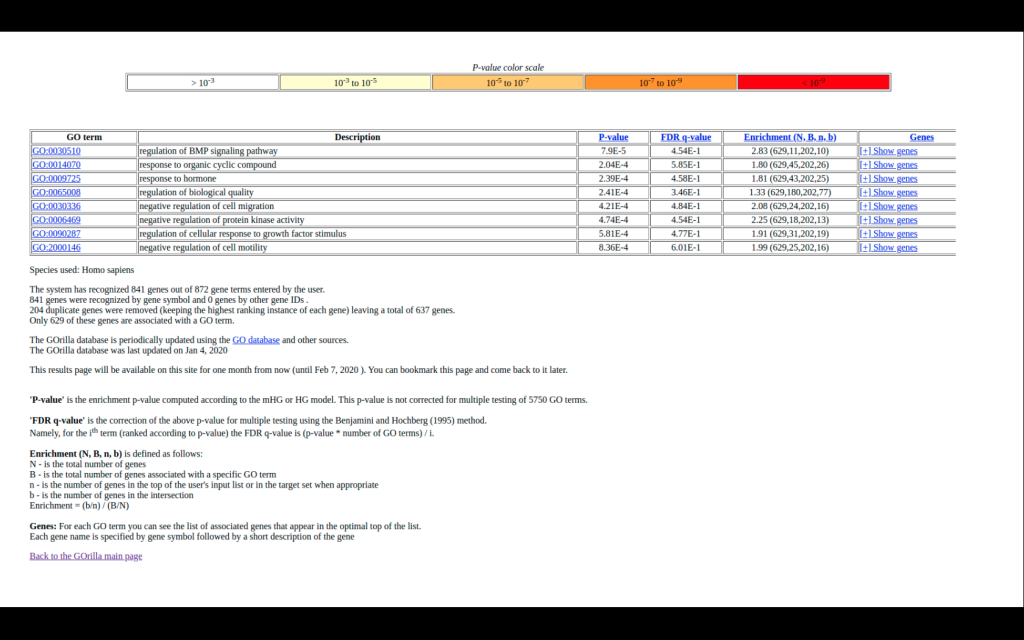 P-value color scale
> 10-3 10-3 to 10-5 10-5 to 10-7 10-7 to 10-9 < 10-9
GO term Description P-value FDR q-value Enrichment (N, B, n, b) Genes
GO:0030510 regulation of BMP signaling pathway 7.9E-5 4.54E-1 2.83 (629,11,202,10) [+] Show genes
GO:0014070 response to organic cyclic compound 2.04E-4 5.85E-1 1.80 (629,45,202,26) [+] Show genes
GO:0009725 response to hormone 2.39E-4 4.58E-1 1.81 (629,43,202,25) [+] Show genes
GO:0065008 regulation of biological quality 2.41E-4 3.46E-1 1.33 (629,180,202,77) [+] Show genes
GO:0030336 negative regulation of cell migration 4.21E-4 4.84E-1 2.08 (629,24,202,16) [+] Show genes
GO:0006469 negative regulation of protein kinase activity 4.74E-4 4.54E-1 2.25 (629,18,202,13) [+] Show genes
GO:0090287 regulation of cellular response to growth factor stimulus 5.81E-4 4.77E-1 1.91 (629,31,202,19) [+] Show genes
GO:2000146 negative regulation of cell motility 8.36E-4 6.01E-1 1.99 (629,25,202,16) [+] Show genes
Species used: Homo sapiens
The system has recognized 841 genes out of 872 gene terms entered by the user.
841 genes were recognized by gene symbol and 0 genes by other gene IDs .
204 duplicate genes were removed (keeping the highest ranking instance of each gene) leaving a total of 637 genes.
Only 629 of these genes are associated with a GO term.
The GOrilla database is periodically updated using the GO database and other sources.
The GOrilla database was last updated on Jan 4, 2020
This results page will be available on this site for one month from now (until Feb 7, 2020 ). You can bookmark this page and come back to it later.
'P-value' is the enrichment p-value computed according to the mHG or HG model. This p-value is not corrected for multiple testing of 5750 GO terms.
'FDR q-value' is the correction of the above p-value for multiple testing using the Benjamini and Hochberg (1995) method.
Namely, for the ith term (ranked according to p-value) the FDR q-value is (p-value * number of GO terms) / i.
Enrichment (N, B, n, b) is defined as follows:
N - is the total number of genes
B - is the total number of genes associated with a specific GO term
n - is the number of genes in the top of the user's input list or in the target set when appropriate
b - is the number of genes in the intersection
Enrichment = (b/n) / (B/N)
Genes: For each GO term you can see the list of associated genes that appear in the optimal top of the list.
Each gene name is specified by gene symbol followed by a short description of the gene
Back to the GOrilla main page